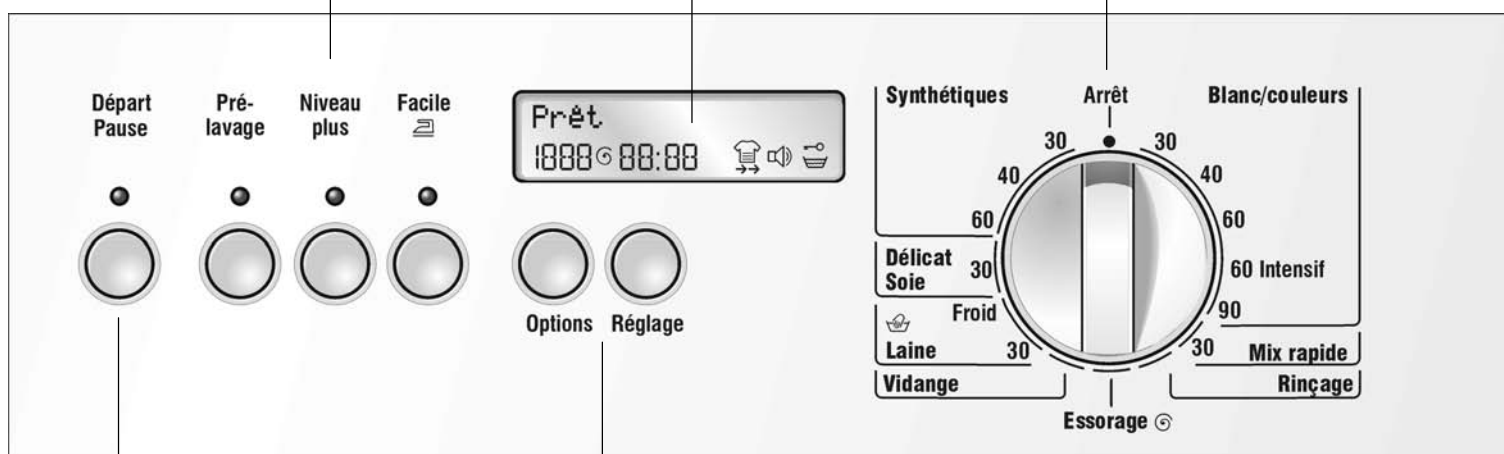 Départ
Pause
Pré-
lavage
Niveau
plus
Facile
Prêt
1888 88:88
Options
Réglage
Synthétiques
Arrêt
Blanc/couleurs
30
40
60
Délicat
Soie
30
Froid
Laine
30
Vidange
30
40
60
60 Intensif
90
30
Mix rapide
Rinçage
Essorage